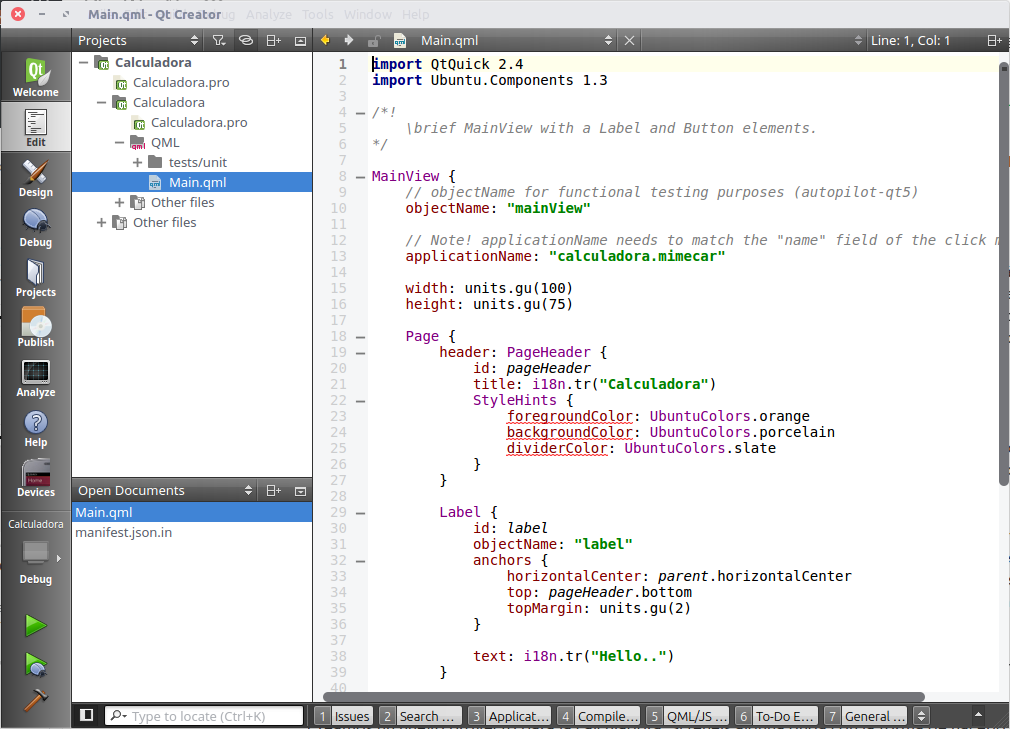 Main.qml - Qt Creator
Debug Analyze Tools Window Help
Projects
Main.qml
Line: 1, Col: 1
Welcome
Edit
Design
Debug
Projects
Publish
Analyze
Help
Devices
Calculadora
Debug
Calculadora
Calculadora.pro
Calculadora
Calculadora.pro
QML
tests/unit
Main.qml
Other files
Other files
Open Documents
Main.qml
manifest.json.in
1 import QtQuick 2.4
2 import Ubuntu.Components 1.3
3
4 /*!
5     \brief MainView with a Label and Button elements.
6 */
7
8 MainView {
9     // objectName for functional testing purposes (autopilot-qt5)
10     objectName: "mainView"
11
12     // Note! applicationName needs to match the "name" field of the click m
13     applicationName: "calculadora.mimecar"
14
15     width: units.gu(100)
16     height: units.gu(75)
17
18     Page {
19         header: PageHeader {
20             id: pageHeader
21             title: i18n.tr("Calculadora")
22             StyleHints {
23                 foregroundColor: UbuntuColors.orange
24                 backgroundColor: UbuntuColors.porcelain
25                 dividerColor: UbuntuColors.slate
26             }
27         }
28
29         Label {
30             id: label
31             objectName: "label"
32             anchors {
33                 horizontalCenter: parent.horizontalCenter
34                 top: pageHeader.bottom
35                 topMargin: units.gu(2)
36             }
37
38             text: i18n.tr("Hello..")
39         }
40
Type to locate (Ctrl+K)
1 Issues
2 Search ...
3 Applicat...
4 Compile...
5 QML/JS ...
6 To-Do E...
7 General ...